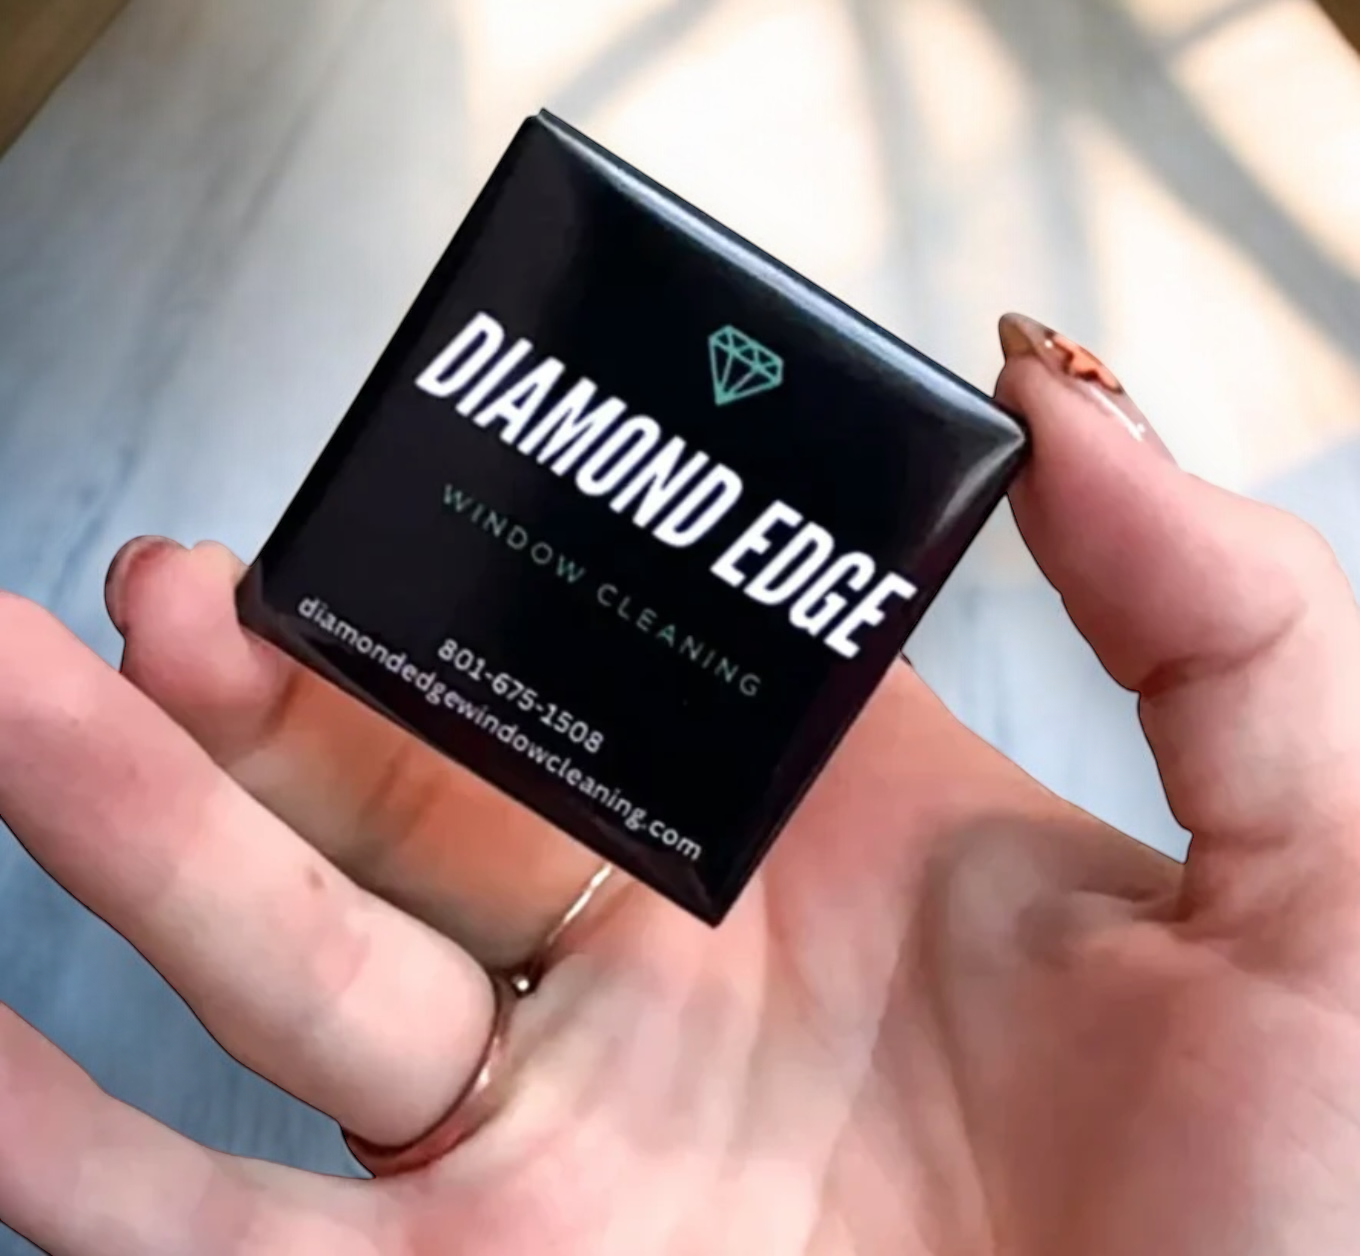 DIAMOND EDGE
WINDOW CLEANING
801-675-1508
diamondedgewindowcleaning.com